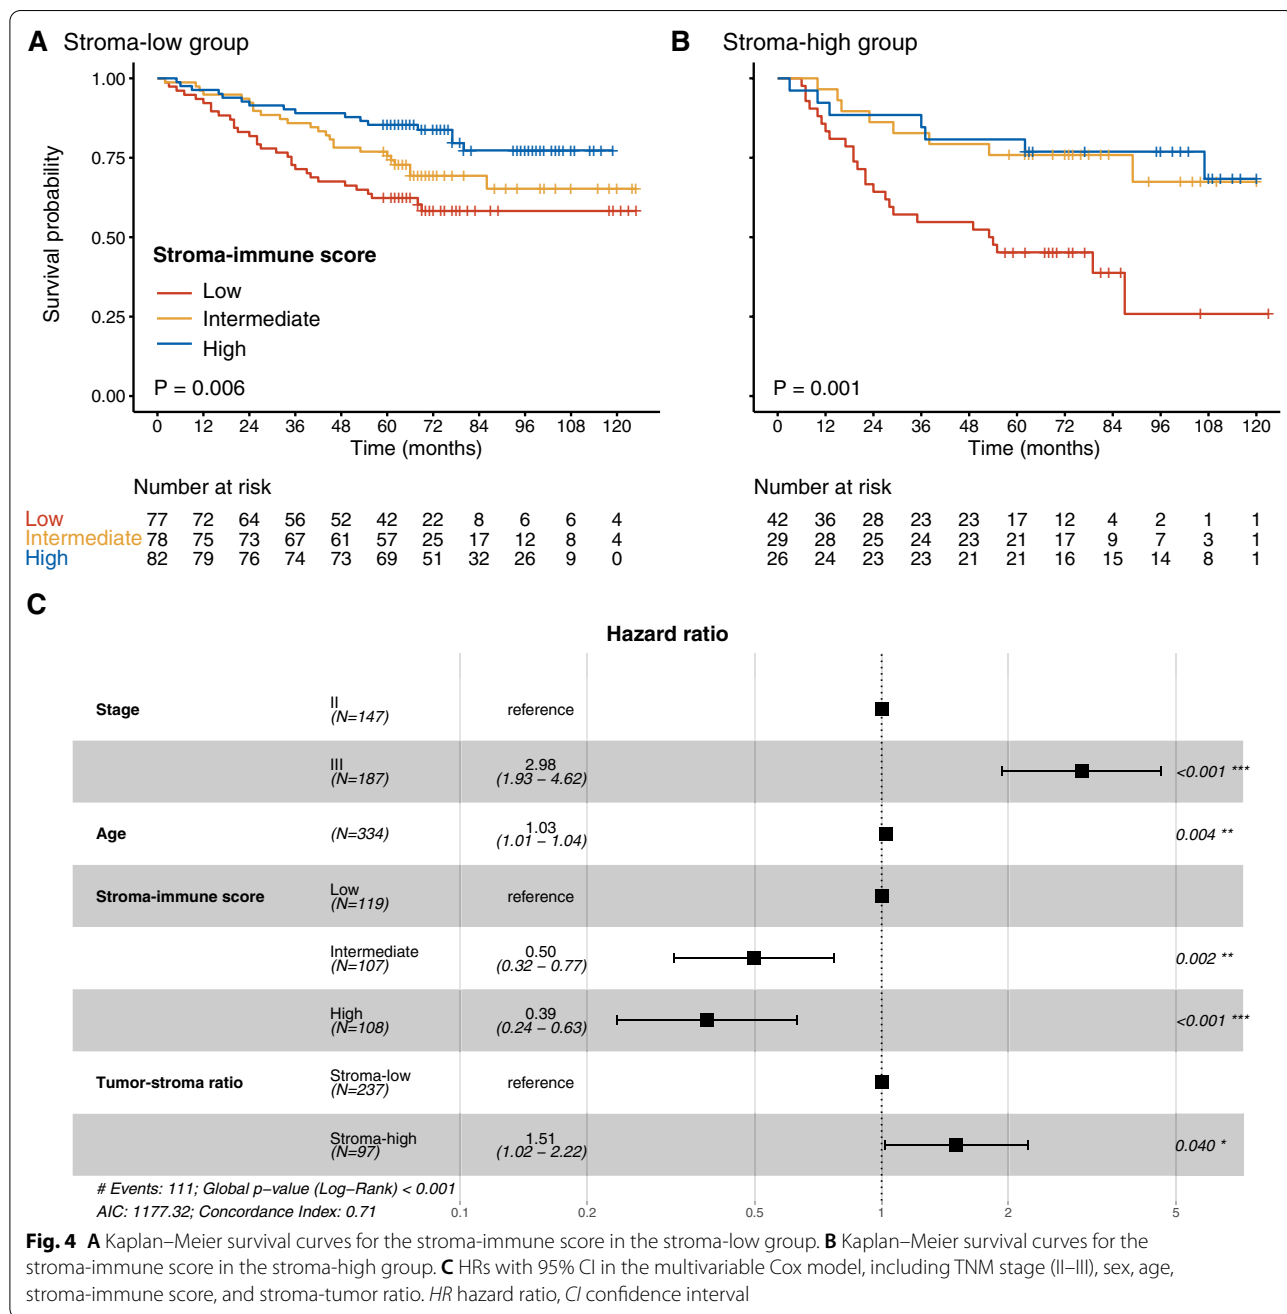 A Stroma-low group
B Stroma-high group
Survival probability
1.00
0.75
0.50
0.25
0.00
Stroma-immune score
Low
Intermediate
High
P = 0.006
P = 0.001
0 12 24 36 48 60 72 84 96 108 120
Time (months)
0 12 24 36 48 60 72 84 96 108 120
Time (months)
Number at risk
Low 77 72 64 56 52 42 22 8 6 6 4
Intermediate 78 75 73 67 61 57 25 17 12 8 4
High 82 79 76 74 73 69 51 32 26 9 0
Number at risk
42 36 28 23 23 17 12 4 2 1 1
29 28 25 24 23 21 17 9 7 3 1
26 24 23 23 21 21 16 15 14 8 1
C
Hazard ratio
Stage II (N=147) reference
III (N=187) 2.98 (1.93 – 4.62) <0.001 ***
Age (N=334) 1.03 (1.01 – 1.04) 0.004 **
Stroma-immune score Low (N=119) reference
Intermediate (N=107) 0.50 (0.32 – 0.77) 0.002 **
High (N=108) 0.39 (0.24 – 0.63) <0.001 ***
Tumor-stroma ratio Stroma-low (N=237) reference
Stroma-high (N=97) 1.51 (1.02 – 2.22) 0.040 *
# Events: 111; Global p−value (Log−Rank) < 0.001
AIC: 1177.32; Concordance Index: 0.71
0.1 0.2 0.5 1 2 5
Fig. 4 A Kaplan–Meier survival curves for the stroma-immune score in the stroma-low group. B Kaplan–Meier survival curves for the
stroma-immune score in the stroma-high group. C HRs with 95% CI in the multivariable Cox model, including TNM stage (II–III), sex, age,
stroma-immune score, and stroma-tumor ratio. HR hazard ratio, CI confidence interval